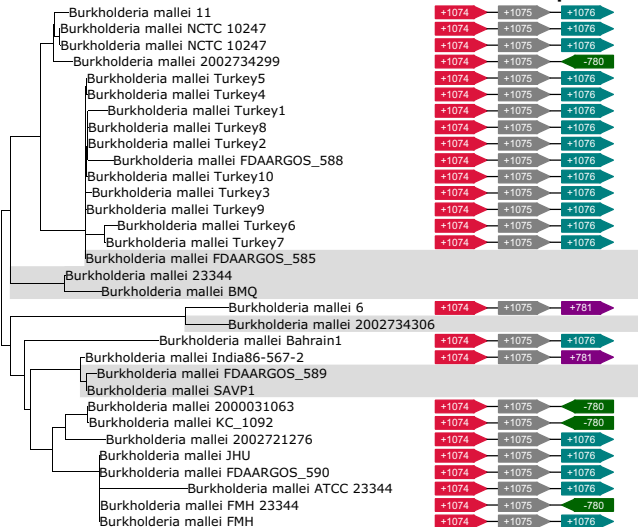 Burkholderia mallei 11 +1074 +1075 +1076
Burkholderia mallei NCTC 10247 +1074 +1075 +1076
Burkholderia mallei NCTC 10247 +1074 +1075 +1076
Burkholderia mallei 2002734299 +1074 +1075 -780
Burkholderia mallei Turkey5 +1074 +1075 +1076
Burkholderia mallei Turkey4 +1074 +1075 +1076
Burkholderia mallei Turkey1 +1074 +1075 +1076
Burkholderia mallei Turkey8 +1074 +1075 +1076
Burkholderia mallei Turkey2 +1074 +1075 +1076
Burkholderia mallei FDAARGOS_588 +1074 +1075 +1076
Burkholderia mallei Turkey10 +1074 +1075 +1076
Burkholderia mallei Turkey3 +1074 +1075 +1076
Burkholderia mallei Turkey9 +1074 +1075 +1076
Burkholderia mallei Turkey6 +1074 +1075 +1076
Burkholderia mallei Turkey7 +1074 +1075 +1076
Burkholderia mallei FDAARGOS_585
Burkholderia mallei 23344
Burkholderia mallei BMQ
Burkholderia mallei 6 +1074 +1075 +781
Burkholderia mallei 2002734306
Burkholderia mallei Bahrain1 +1074 +1075 +1076
Burkholderia mallei India86-567-2 +1074 +1075 +781
Burkholderia mallei FDAARGOS_589
Burkholderia mallei SAVP1
Burkholderia mallei 2000031063 +1074 +1075 -780
Burkholderia mallei KC_1092 +1074 +1075 -780
Burkholderia mallei 2002721276 +1074 +1075 +1076
Burkholderia mallei JHU +1074 +1075 +1076
Burkholderia mallei FDAARGOS_590 +1074 +1075 +1076
Burkholderia mallei ATCC 23344 +1074 +1075 +1076
Burkholderia mallei FMH 23344 +1074 +1075 -780
Burkholderia mallei FMH +1074 +1075 +1076